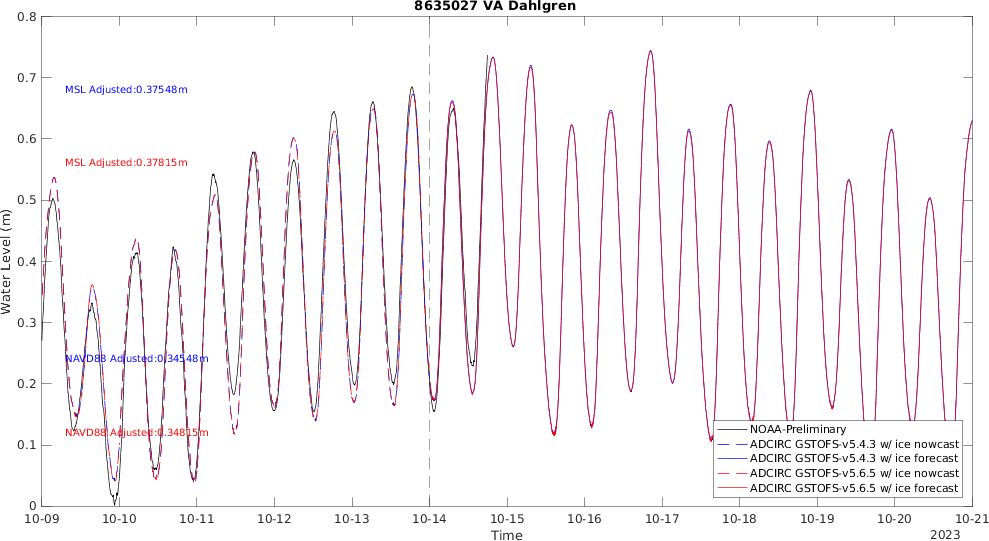 8635027 VA Dahlgren
0.8
0.7
0.6
0.5
0.4
0.3
0.2
0.1
0
Water Level (m)
MSL Adjusted:0.37548m
MSL Adjusted:0.37815m
NAVD88 Adjusted:0.34548m
NAVD88 Adjusted:0.34815m
NOAA-Preliminary
ADCIRC GSTOFS-v5.4.3 w/ ice nowcast
ADCIRC GSTOFS-v5.4.3 w/ ice forecast
ADCIRC GSTOFS-v5.6.5 w/ ice nowcast
ADCIRC GSTOFS-v5.6.5 w/ ice forecast
10-09 10-10 10-11 10-12 10-13 10-14 10-15 10-16 10-17 10-18 10-19 10-20 10-21
Time
2023